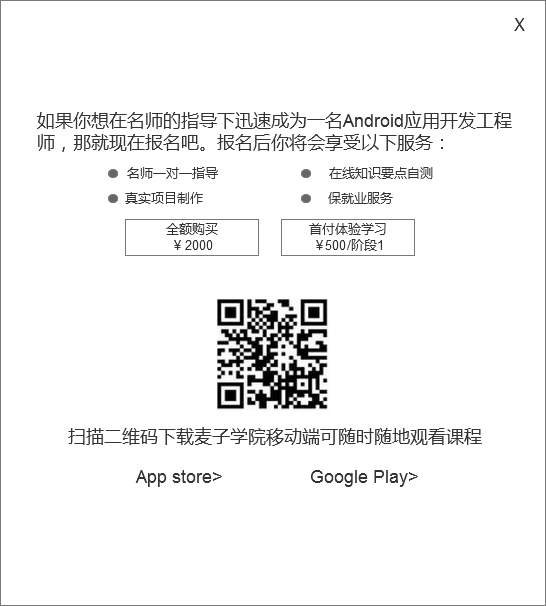 X
如果你想在名师的指导下迅速成为一名Android应用开发工程
师，那就现在报名吧。报名后你将会享受以下服务：
名师一对一指导 在线知识要点自测
真实项目制作 保就业服务
全额购买 首付体验学习
￥2000 ￥500/阶段1
扫描二维码下载麦子学院移动端可随时随地观看课程
App store> Google Play>